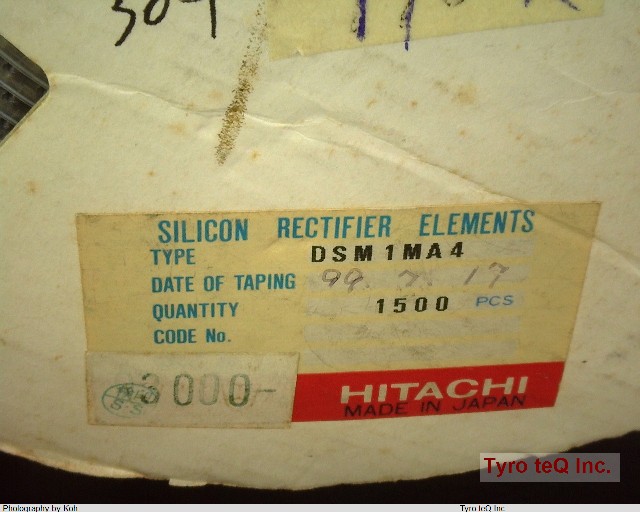 304
SILICON RECTIFIER ELEMENTS
TYPE DSM1MA4
DATE OF TAPING 99. 7. 17
QUANTITY 1500 PCS
CODE No.
3000-
HITACHI
MADE IN JAPAN
Tyro teQ Inc.
Photography by Koh
Tyro teQ Inc